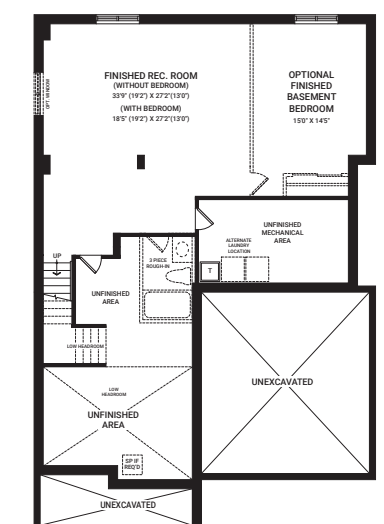 FINISHED REC. ROOM
(WITHOUT BEDROOM)
33'9" (19'2") X 27'2"(13'0")
(WITH BEDROOM)
18'5" (19'2") X 27'2"(13'0")
OPTIONAL
FINISHED
BASEMENT
BEDROOM
15'0" X 14'5"
OPT. WINDOW
UNFINISHED
MECHANICAL
AREA
ALTERNATE
LAUNDRY
LOCATION
T
3 PIECE
ROUGH-IN
UP
UNFINISHED
AREA
LOW HEADROOM
LOW
HEADROOM
UNFINISHED
AREA
SP IF
REQ'D
UNEXCAVATED
UNEXCAVATED